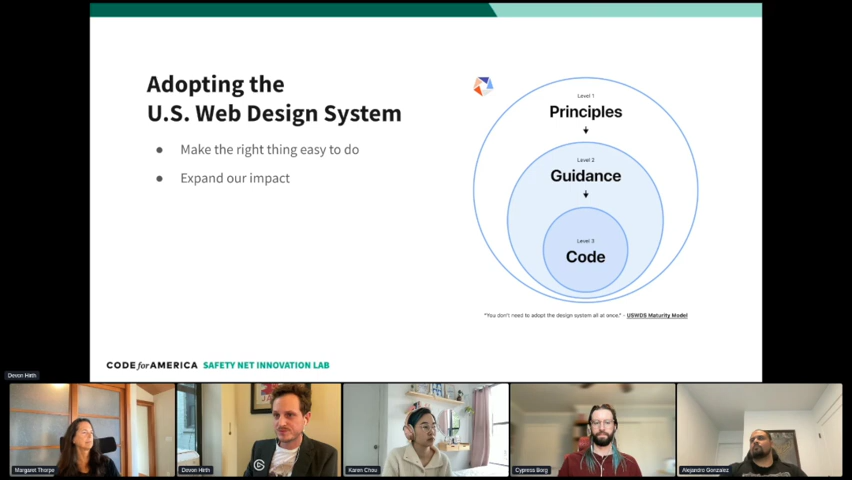 Adopting the
U.S. Web Design System
● Make the right thing easy to do
● Expand our impact
Level 1
Principles
Level 2
Guidance
Level 3
Code
"You don't need to adopt the design system all at once." - USWDS Maturity Model
CODE for AMERICA SAFETY NET INNOVATION LAB
Devon Hirth
Margaret Thorpe
Devon Hirth
Karen Chou
Cypress Borg
Alejandro Gonzalez